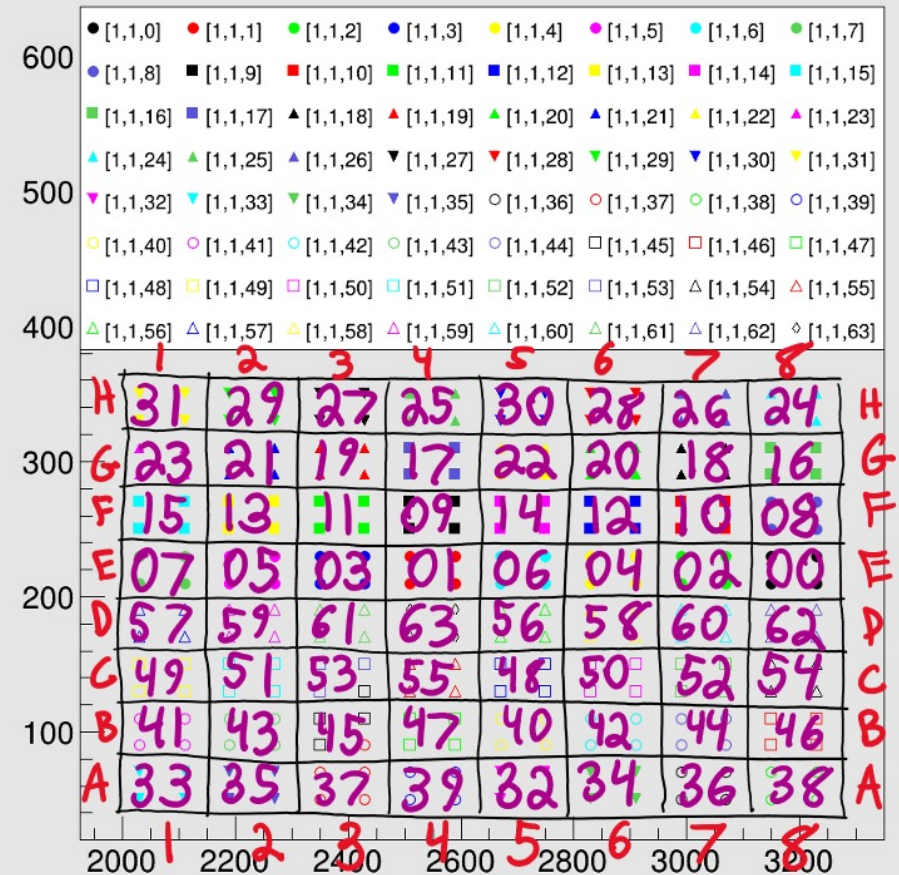 600
[1,1,0] [1,1,1] [1,1,2] [1,1,3] [1,1,4] [1,1,5] [1,1,6] [1,1,7]
[1,1,8] [1,1,9] [1,1,10] [1,1,11] [1,1,12] [1,1,13] [1,1,14] [1,1,15]
[1,1,16] [1,1,17] [1,1,18] [1,1,19] [1,1,20] [1,1,21] [1,1,22] [1,1,23]
[1,1,24] [1,1,25] [1,1,26] [1,1,27] [1,1,28] [1,1,29] [1,1,30] [1,1,31]
500
[1,1,32] [1,1,33] [1,1,34] [1,1,35] [1,1,36] [1,1,37] [1,1,38] [1,1,39]
[1,1,40] [1,1,41] [1,1,42] [1,1,43] [1,1,44] [1,1,45] [1,1,46] [1,1,47]
[1,1,48] [1,1,49] [1,1,50] [1,1,51] [1,1,52] [1,1,53] [1,1,54] [1,1,55]
400
[1,1,56] [1,1,57] [1,1,58] [1,1,59] [1,1,60] [1,1,61] [1,1,62] [1,1,63]
1 2 3 4 5 6 7 8
H 31 29 27 25 30 28 26 24 H
300
G 23 21 19 17 22 20 18 16 G
F 15 13 11 09 14 12 10 08 F
E 07 05 03 01 06 04 02 00 E
200
D 57 59 61 63 56 58 60 62 D
C 49 51 53 55 48 50 52 54 C
100
B 41 43 45 47 40 42 44 46 B
A 33 35 37 39 32 34 36 38 A
1 2 3 4 5 6 7 8
2000 2200 2400 2600 2800 3000 3200